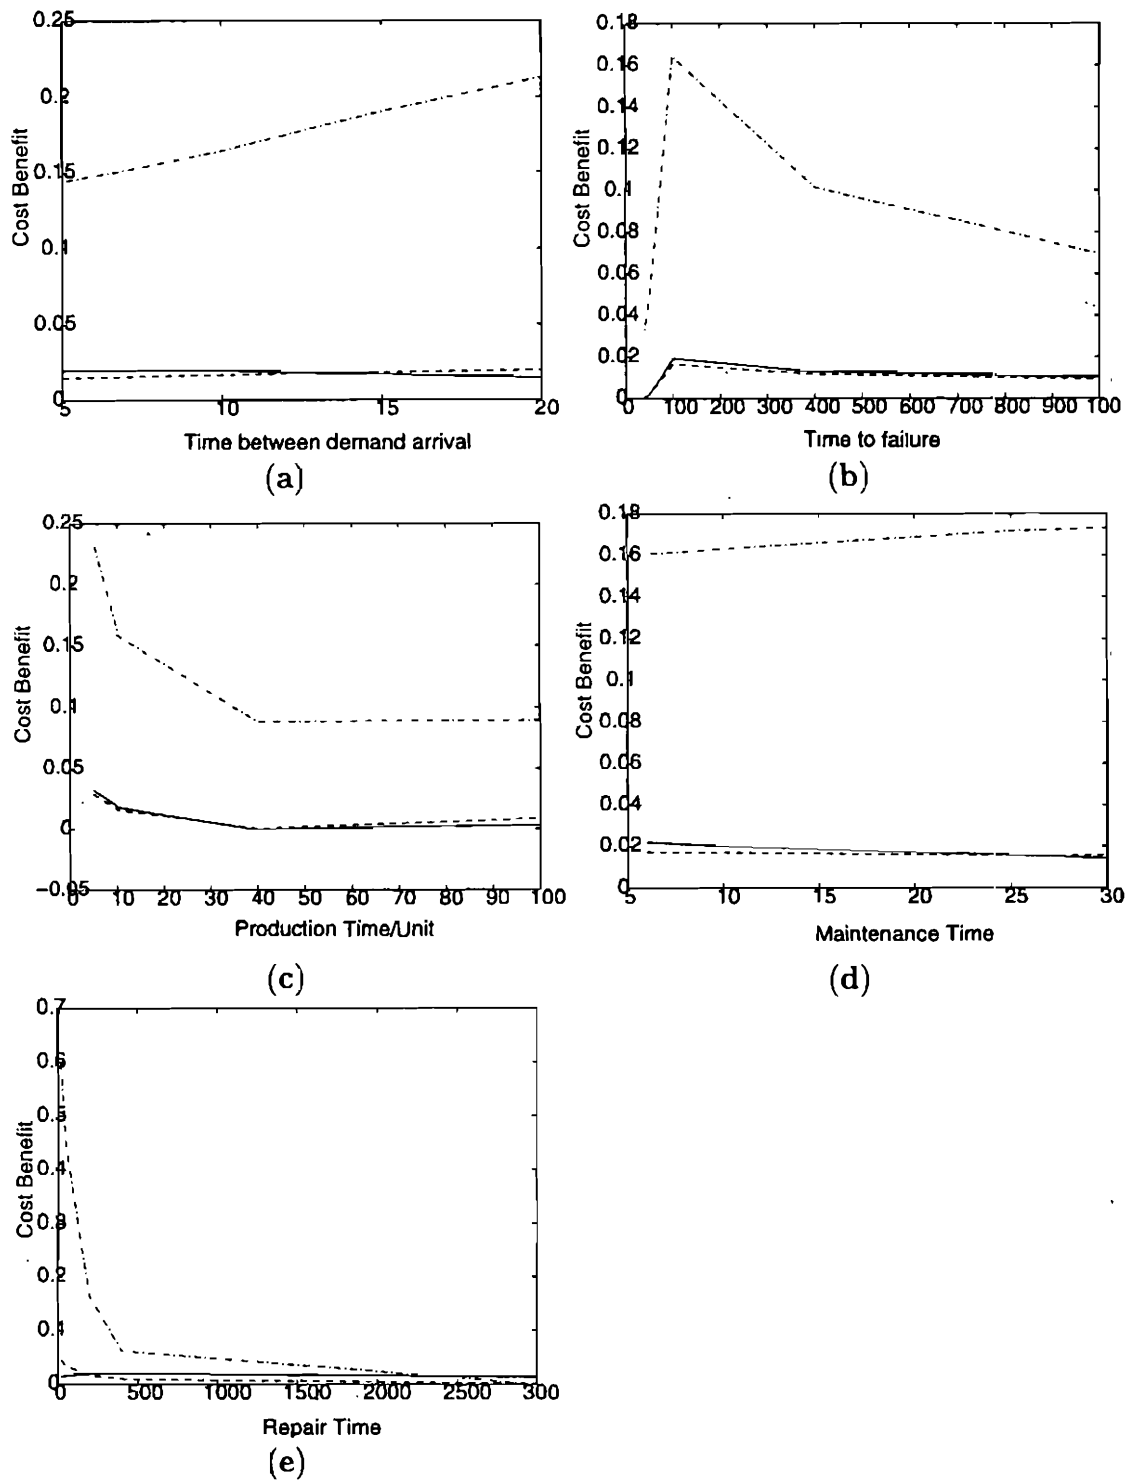 Cost Benefit
0.25
0.2
0.15
0.1
0.05
0
5 10 15 20
Time between demand arrival
(a)
Cost Benefit
0.18
0.16
0.14
0.12
0.1
0.08
0.06
0.04
0.02
0
0 100 200 300 400 500 600 700 800 900 100
Time to failure
(b)
Cost Benefit
0.25
0.2
0.15
0.1
0.05
0
-0.05
0 10 20 30 40 50 60 70 80 90 100
Production Time/Unit
(c)
Cost Benefit
0.18
0.16
0.14
0.12
0.1
0.08
0.06
0.04
0.02
0
5 10 15 20 25 30
Maintenance Time
(d)
Cost Benefit
0.7
0.6
0.5
0.4
0.3
0.2
0.1
0
0 500 1000 1500 2000 2500 300
Repair Time
(e)